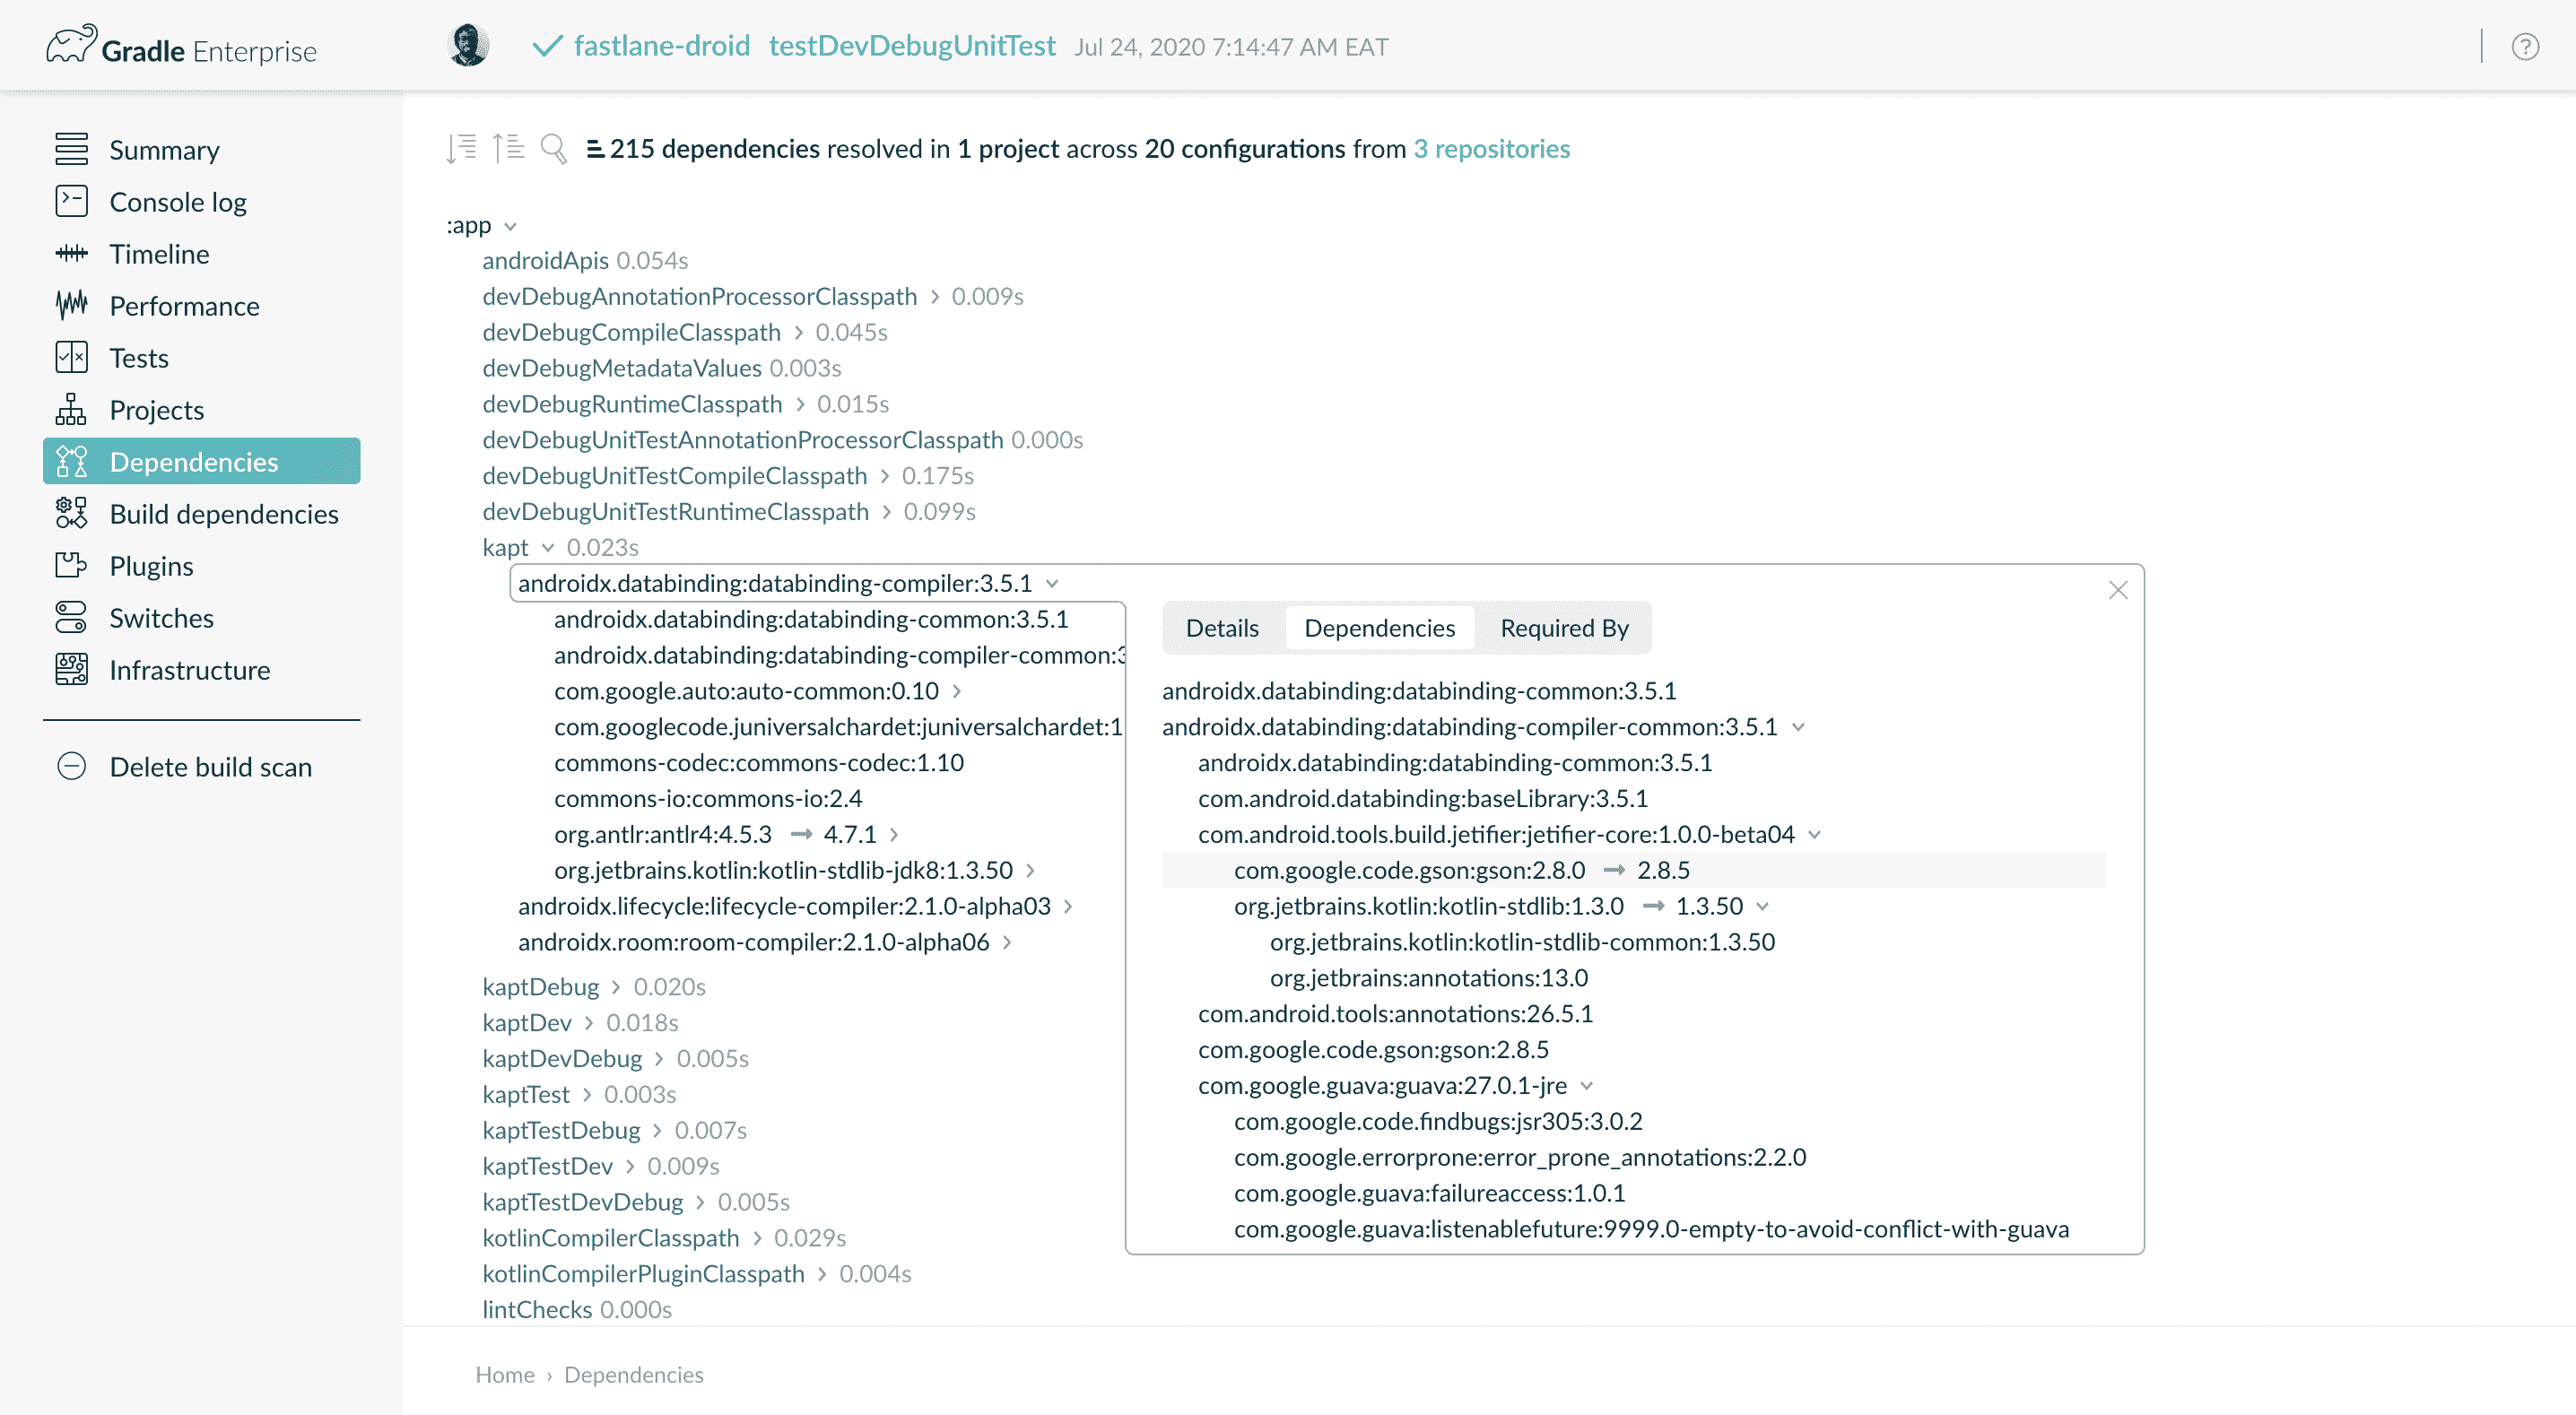 Gradle Enterprise
fastlane-droid testDevDebugUnitTest Jul 24, 2020 7:14:47 AM EAT
?
Summary
Console log
Timeline
Performance
Tests
Projects
Dependencies
Build dependencies
Plugins
Switches
Infrastructure
Delete build scan
215 dependencies resolved in 1 project across 20 configurations from 3 repositories
:app
androidApis 0.054s
devDebugAnnotationProcessorClasspath > 0.009s
devDebugCompileClasspath > 0.045s
devDebugMetadataValues 0.003s
devDebugRuntimeClasspath > 0.015s
devDebugUnitTestAnnotationProcessorClasspath 0.000s
devDebugUnitTestCompileClasspath > 0.175s
devDebugUnitTestRuntimeClasspath > 0.099s
kapt 0.023s
androidx.databinding:databinding-compiler:3.5.1
androidx.databinding:databinding-common:3.5.1
androidx.databinding:databinding-compiler-common:3
com.google.auto:auto-common:0.10 >
com.googlecode.juniversalchardet:juniversalchardet:1
commons-codec:commons-codec:1.10
commons-io:commons-io:2.4
org.antlr:antlr4:4.5.3 → 4.7.1 >
org.jetbrains.kotlin:kotlin-stdlib-jdk8:1.3.50 >
androidx.lifecycle:lifecycle-compiler:2.1.0-alpha03 >
androidx.room:room-compiler:2.1.0-alpha06 >
kaptDebug > 0.020s
kaptDev > 0.018s
kaptDevDebug > 0.005s
kaptTest > 0.003s
kaptTestDebug > 0.007s
kaptTestDev > 0.009s
kaptTestDevDebug > 0.005s
kotlinCompilerClasspath > 0.029s
kotlinCompilerPluginClasspath > 0.004s
lintChecks 0.000s
Details Dependencies Required By
androidx.databinding:databinding-common:3.5.1
androidx.databinding:databinding-compiler-common:3.5.1
androidx.databinding:databinding-common:3.5.1
com.android.databinding:baseLibrary:3.5.1
com.android.tools.build.jetifier:jetifier-core:1.0.0-beta04
com.google.code.gson:gson:2.8.0 → 2.8.5
org.jetbrains.kotlin:kotlin-stdlib:1.3.0 → 1.3.50
org.jetbrains.kotlin:kotlin-stdlib-common:1.3.50
org.jetbrains:annotations:13.0
com.android.tools:annotations:26.5.1
com.google.code.gson:gson:2.8.5
com.google.guava:guava:27.0.1-jre
com.google.code.findbugs:jsr305:3.0.2
com.google.errorprone:error_prone_annotations:2.2.0
com.google.guava:failureaccess:1.0.1
com.google.guava:listenablefuture:9999.0-empty-to-avoid-conflict-with-guava
Home › Dependencies